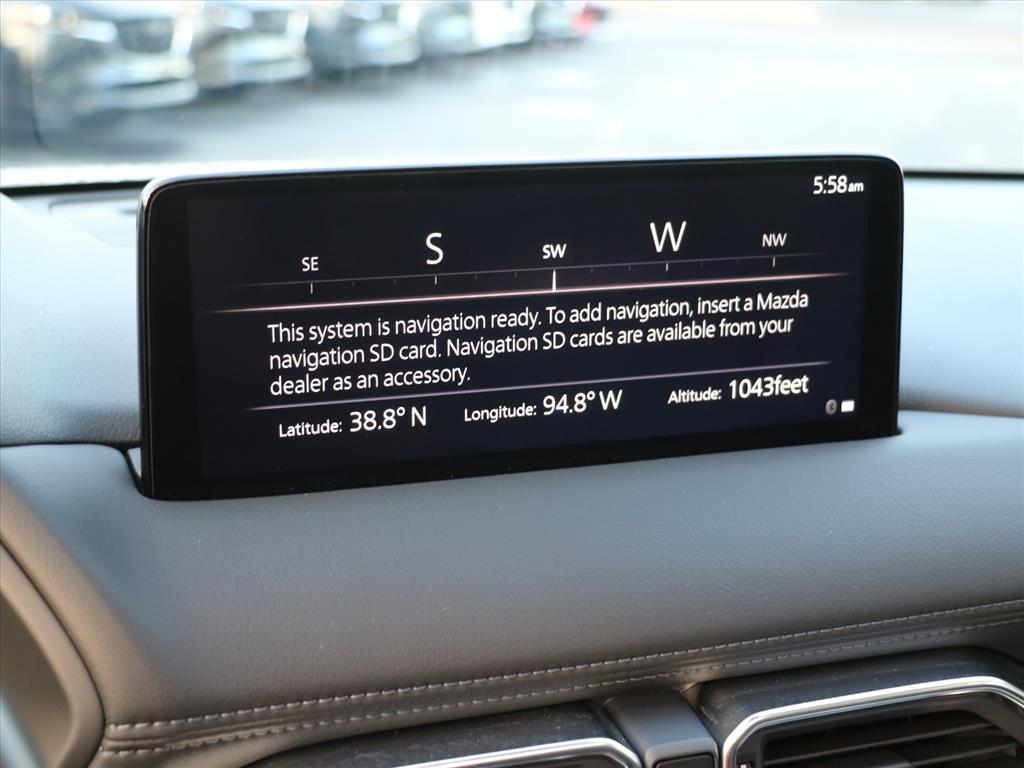 5:58am
SE S SW W NW
This system is navigation ready. To add navigation, insert a Mazda
navigation SD card. Navigation SD cards are available from your
dealer as an accessory.
Latitude: 38.8° N Longitude: 94.8° W Altitude: 1043feet